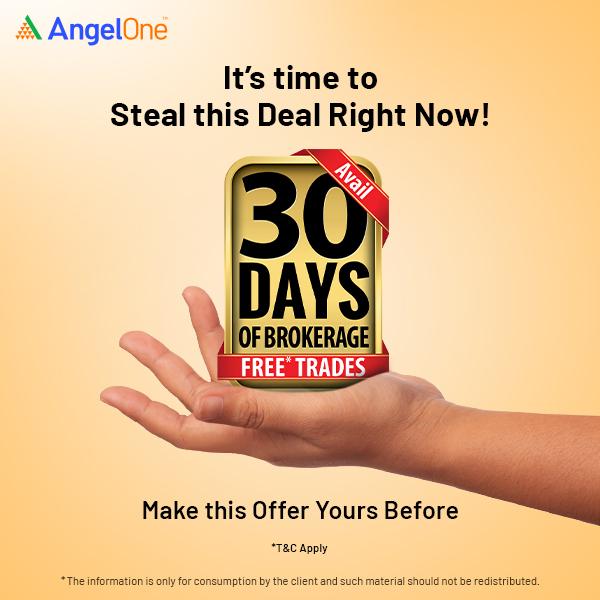 AngelOne™
It's time to
Steal this Deal Right Now!
Avail
30
DAYS
OF BROKERAGE
FREE* TRADES
Make this Offer Yours Before
*T&C Apply
*The information is only for consumption by the client and such material should not be redistributed.